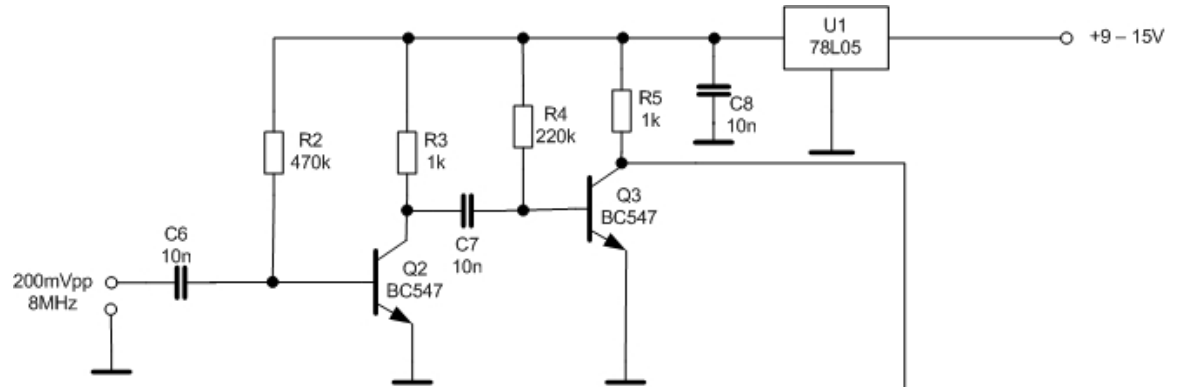 U1
78L05
+9 – 15V
R2
470k
R3
1k
R4
220k
R5
1k
C8
10n
Q3
BC547
C6
10n
C7
10n
Q2
BC547
200mVpp
8MHz